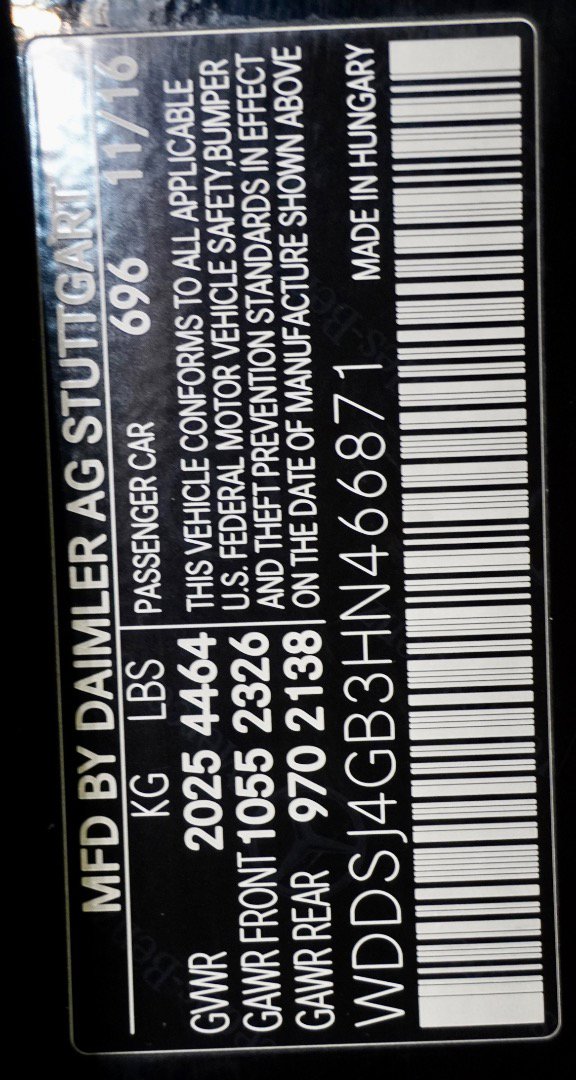 MFD BY DAIMLER AG STUTTGART
KG LBS PASSENGER CAR 696 11/16
GVWR 2025 4464 THIS VEHICLE CONFORMS TO ALL APPLICABLE
GAWR FRONT 1055 2326 U.S. FEDERAL MOTOR VEHICLE SAFETY,BUMPER
AND THEFT PREVENTION STANDARDS IN EFFECT
GAWR REAR 970 2138 ON THE DATE OF MANUFACTURE SHOWN ABOVE
WDDSJ4GB3HN466871 MADE IN HUNGARY